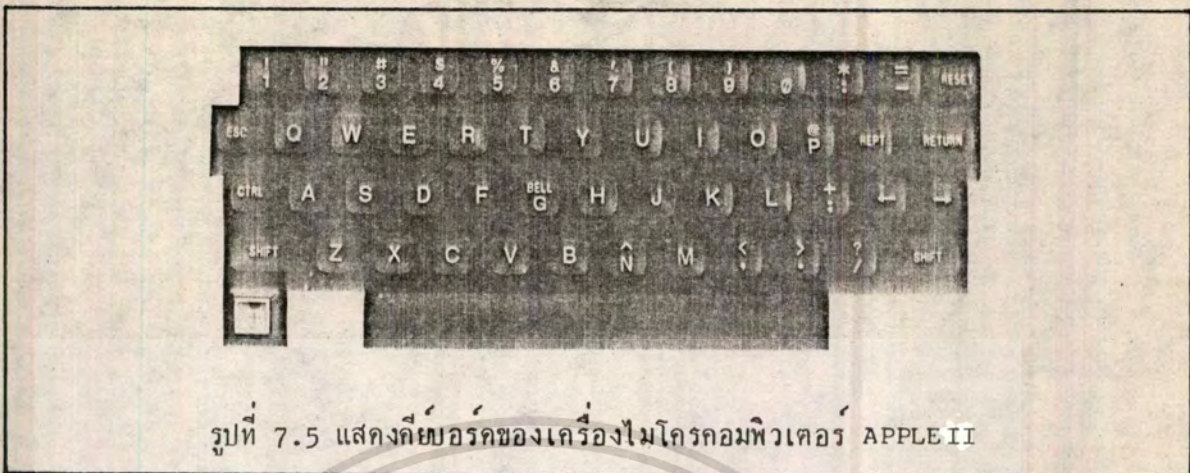 ! " # $ % & ' ( ) * =
1 2 3 4 5 6 7 8 9 0 : - RESET
ESC Q W E R T Y U I O @ P REPT RETURN
CTRL A S D F BELL G H J K L + ; ← →
SHIFT Z X C V B ^ N M < , > . ? / SHIFT
รูปที่ 7.5 แสดงคีย์บอร์ดของเครื่องไมโครคอมพิวเตอร์ APPLE II